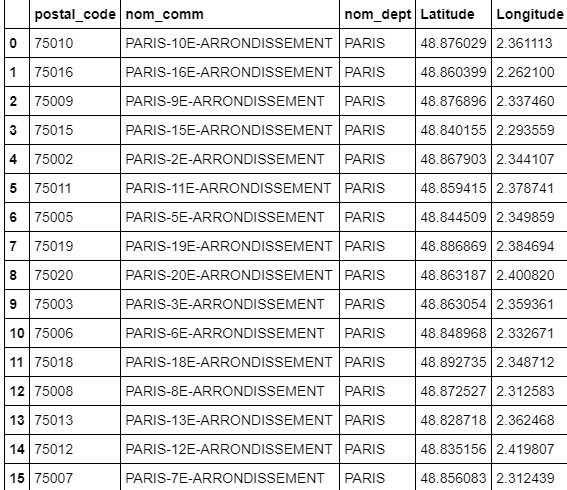 postal_code nom_comm nom_dept Latitude Longitude
0 75010 PARIS-10E-ARRONDISSEMENT PARIS 48.876029 2.361113
1 75016 PARIS-16E-ARRONDISSEMENT PARIS 48.860399 2.262100
2 75009 PARIS-9E-ARRONDISSEMENT PARIS 48.876896 2.337460
3 75015 PARIS-15E-ARRONDISSEMENT PARIS 48.840155 2.293559
4 75002 PARIS-2E-ARRONDISSEMENT PARIS 48.867903 2.344107
5 75011 PARIS-11E-ARRONDISSEMENT PARIS 48.859415 2.378741
6 75005 PARIS-5E-ARRONDISSEMENT PARIS 48.844509 2.349859
7 75019 PARIS-19E-ARRONDISSEMENT PARIS 48.886869 2.384694
8 75020 PARIS-20E-ARRONDISSEMENT PARIS 48.863187 2.400820
9 75003 PARIS-3E-ARRONDISSEMENT PARIS 48.863054 2.359361
10 75006 PARIS-6E-ARRONDISSEMENT PARIS 48.848968 2.332671
11 75018 PARIS-18E-ARRONDISSEMENT PARIS 48.892735 2.348712
12 75008 PARIS-8E-ARRONDISSEMENT PARIS 48.872527 2.312583
13 75013 PARIS-13E-ARRONDISSEMENT PARIS 48.828718 2.362468
14 75012 PARIS-12E-ARRONDISSEMENT PARIS 48.835156 2.419807
15 75007 PARIS-7E-ARRONDISSEMENT PARIS 48.856083 2.312439